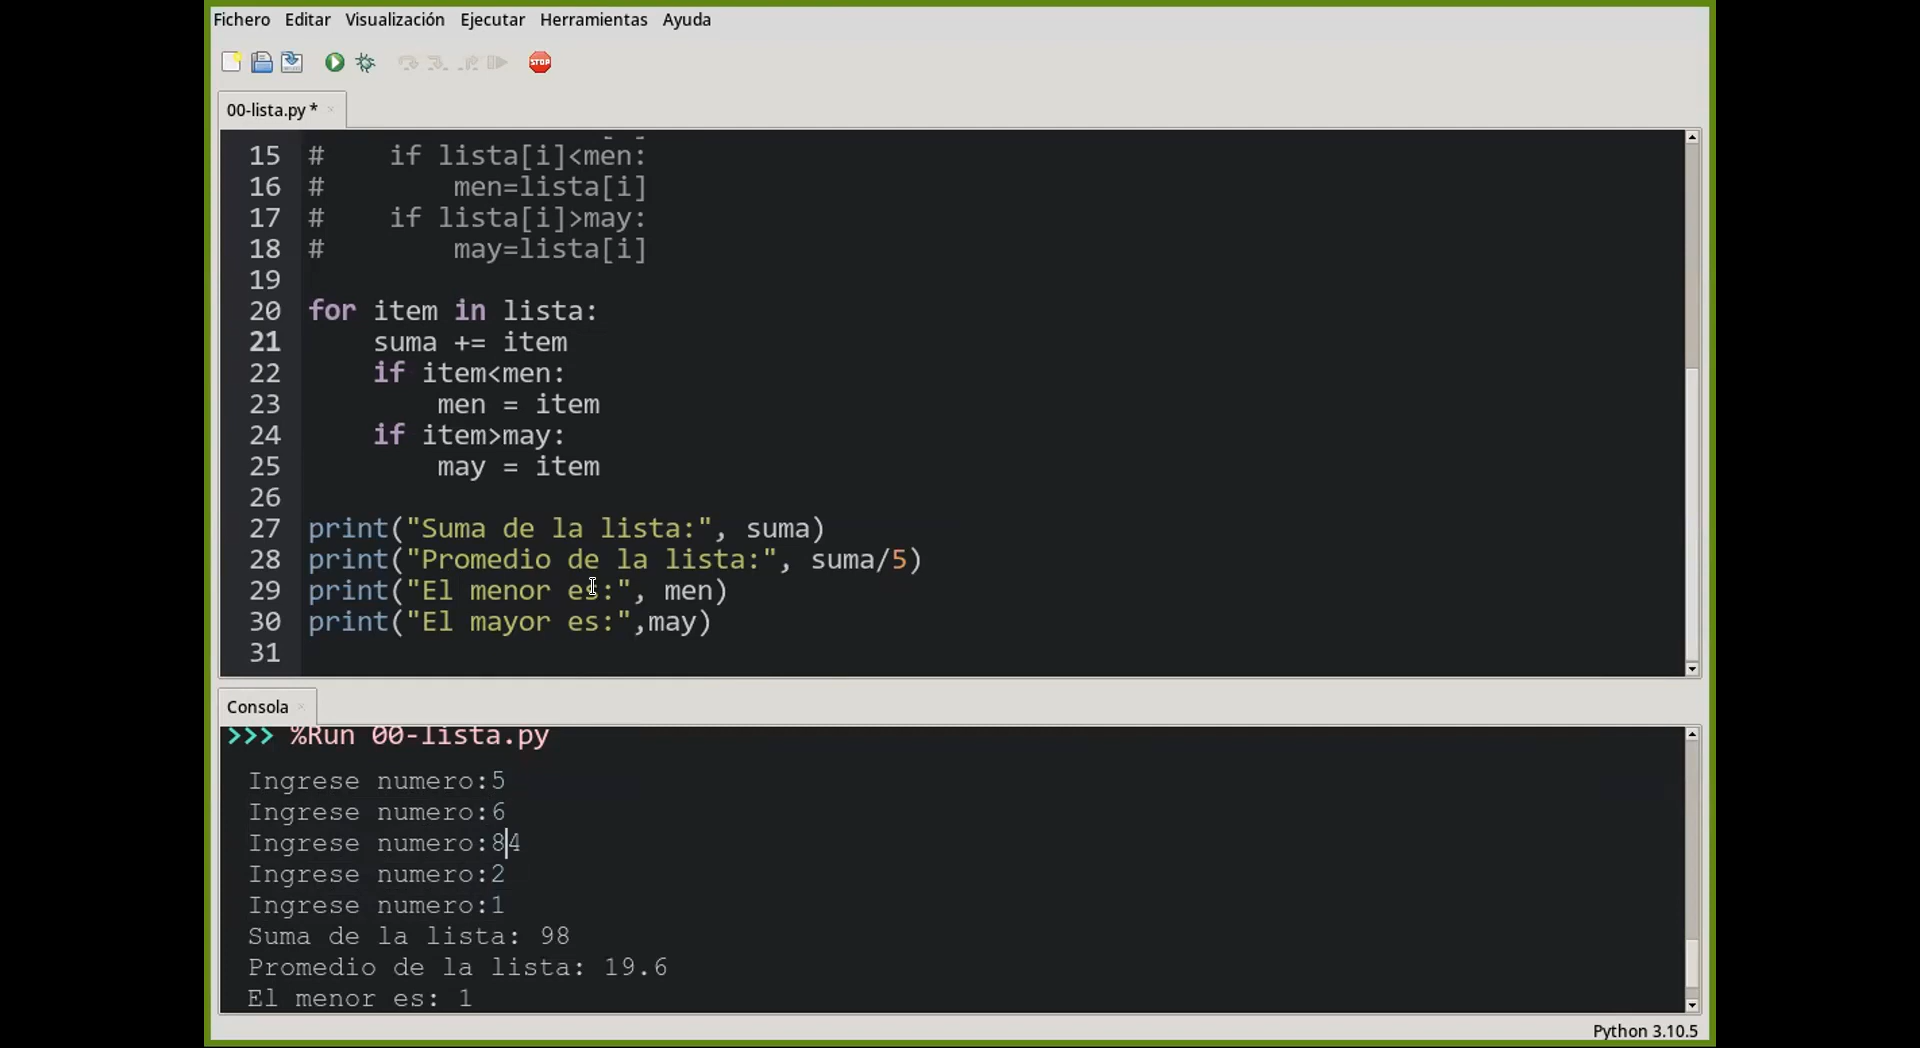 Fichero Editar Visualización Ejecutar Herramientas Ayuda
STOP
00-lista.py *
15 #    if lista[i]<men:
16 #        men=lista[i]
17 #    if lista[i]>may:
18 #        may=lista[i]
19
20 for item in lista:
21     suma += item
22     if item<men:
23         men = item
24     if item>may:
25         may = item
26
27 print("Suma de la lista:", suma)
28 print("Promedio de la lista:", suma/5)
29 print("El menor es:", men)
30 print("El mayor es:",may)
31
Consola
>>> %Run 00-lista.py
Ingrese numero:5
Ingrese numero:6
Ingrese numero:84
Ingrese numero:2
Ingrese numero:1
Suma de la lista: 98
Promedio de la lista: 19.6
El menor es: 1
Python 3.10.5